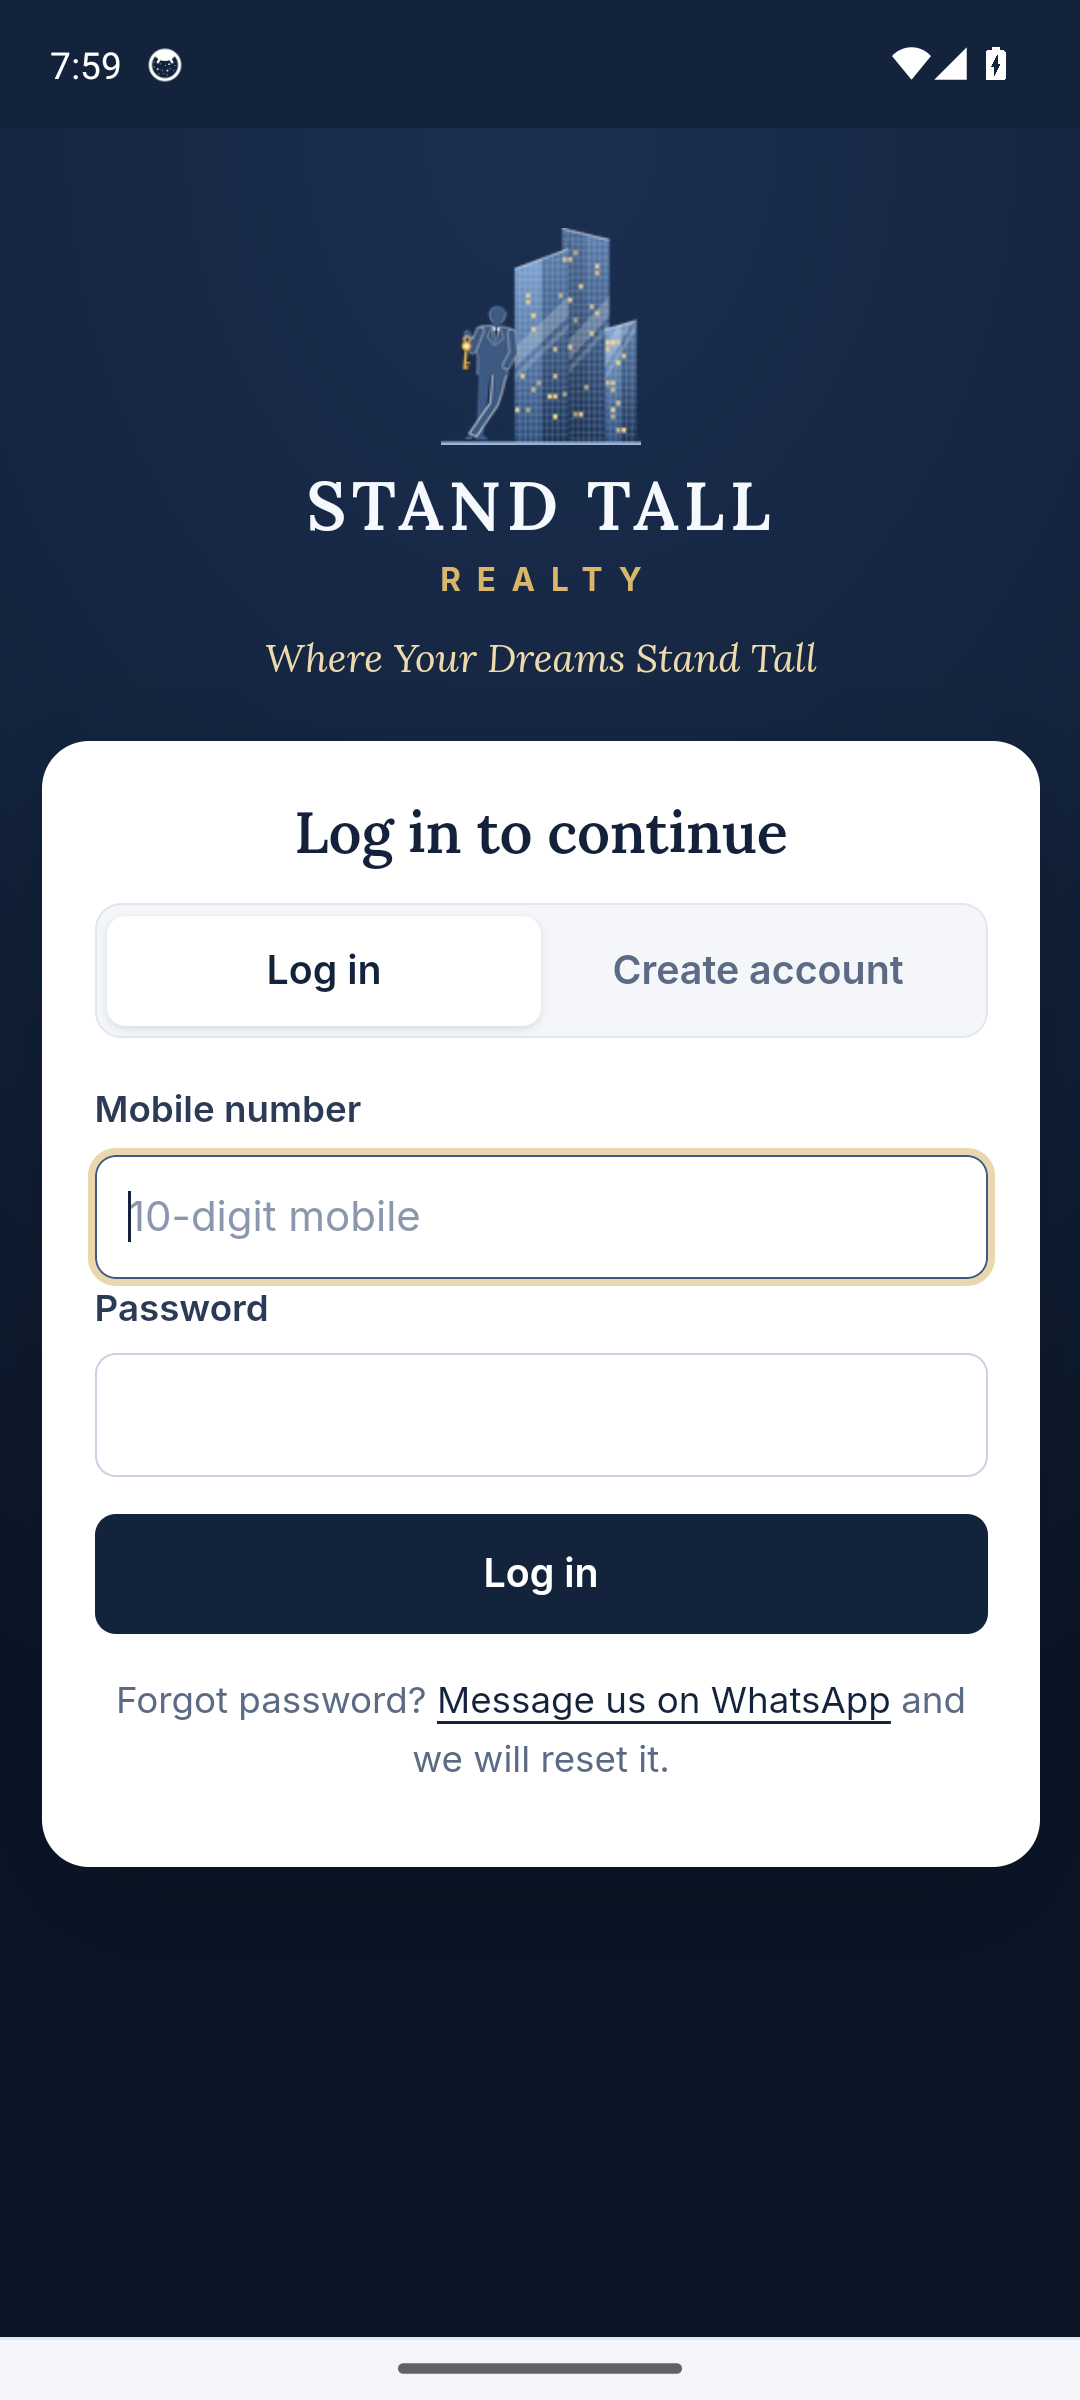 7:59
STAND TALL
REALTY
Where Your Dreams Stand Tall
Log in to continue
Log in
Create account
Mobile number
10-digit mobile
Password
Log in
Forgot password? Message us on WhatsApp and
we will reset it.